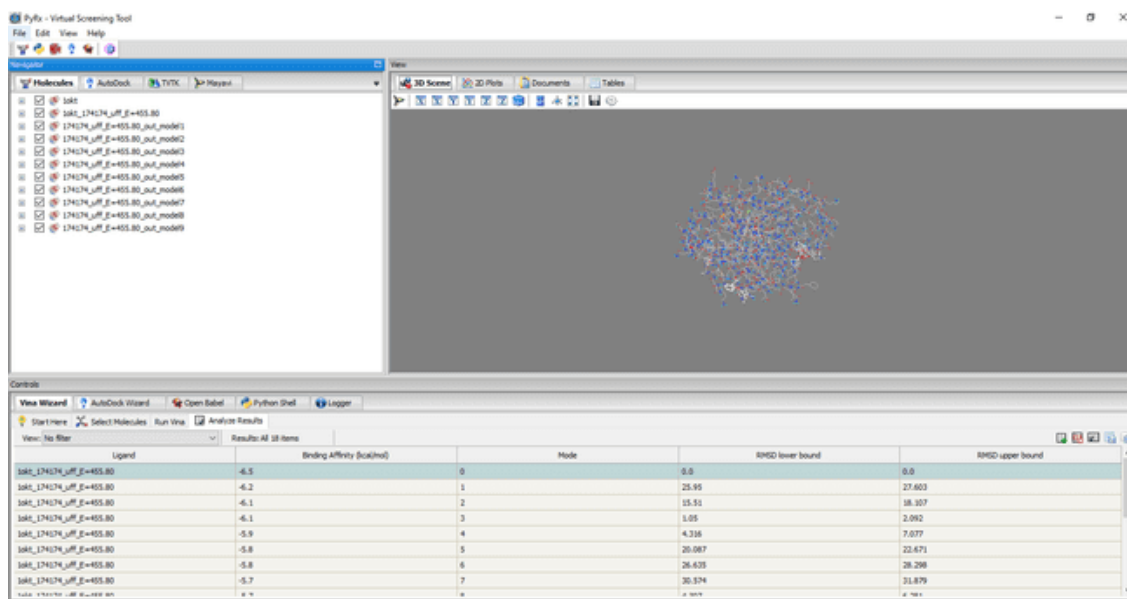 PyRx - Virtual Screening Tool
File Edit View Help
Navigator
View
Molecules AutoDock TVTK Mayavi
3D Scene 2D Plots Documents Tables
1okt
1okt_174174_uff_E=455.80
174174_uff_E=455.80_out_model1
174174_uff_E=455.80_out_model2
174174_uff_E=455.80_out_model3
174174_uff_E=455.80_out_model4
174174_uff_E=455.80_out_model5
174174_uff_E=455.80_out_model6
174174_uff_E=455.80_out_model7
174174_uff_E=455.80_out_model8
174174_uff_E=455.80_out_model9
Controls
Vina Wizard AutoDock Wizard Open Babel Python Shell Logger
Start Here Select Molecules Run Vina Analyze Results
View: No filter Results: All 18 items
Ligand Binding Affinity (kcal/mol) Mode RMSD lower bound RMSD upper bound
1okt_174174_uff_E=455.80 -6.5 0 0.0 0.0
1okt_174174_uff_E=455.80 -6.2 1 25.95 27.603
1okt_174174_uff_E=455.80 -6.1 2 15.51 18.107
1okt_174174_uff_E=455.80 -6.1 3 1.05 2.092
1okt_174174_uff_E=455.80 -5.9 4 4.316 7.077
1okt_174174_uff_E=455.80 -5.8 5 20.087 22.671
1okt_174174_uff_E=455.80 -5.8 6 26.635 28.298
1okt_174174_uff_E=455.80 -5.7 7 30.574 31.879
1okt_174174_uff_E=455.80 -5.7 8